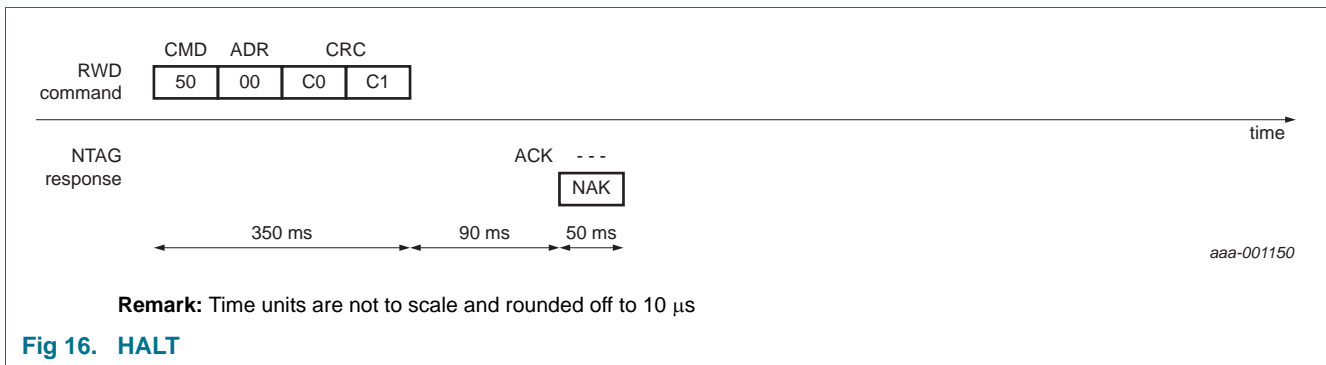 CMD ADR CRC
RWD command
50 00 C0 C1
time
NTAG response
ACK - - -
NAK
350 ms 90 ms 50 ms
aaa-001150
Remark: Time units are not to scale and rounded off to 10 μs
Fig 16. HALT